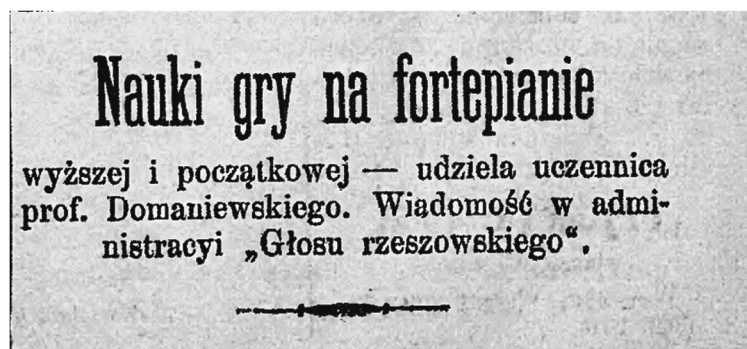 Nauki gry na fortepianie
wyższej i początkowej — udziela uczennica
prof. Domaniewskiego. Wiadomość w admi-
nistracyi „Głosu rzeszowskiego“.